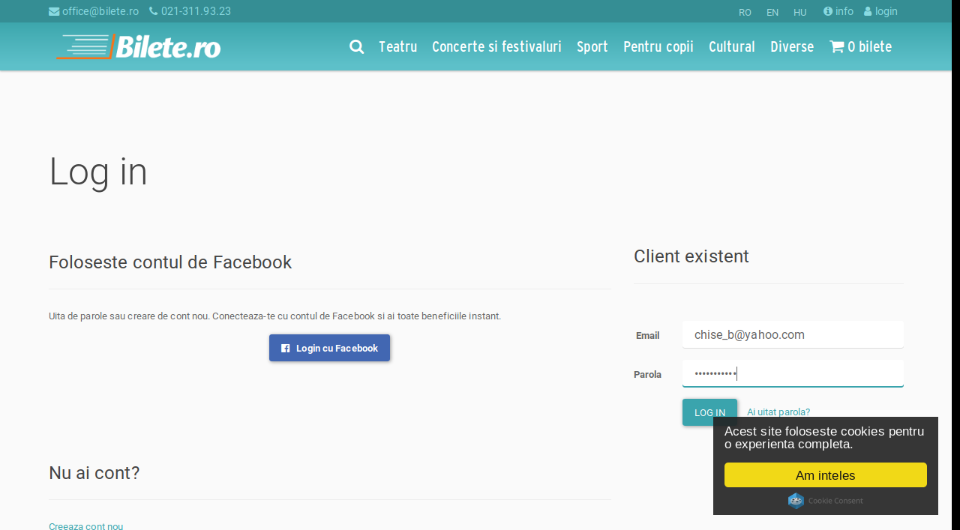 office@bilete.ro 021-311.93.23 RO EN HU info login
Bilete.ro Teatru Concerte si festivaluri Sport Pentru copii Cultural Diverse 0 bilete
Log in
Foloseste contul de Facebook
Uita de parole sau creare de cont nou. Conecteaza-te cu contul de Facebook si ai toate beneficiile instant.
Login cu Facebook
Client existent
Email chise_b@yahoo.com
Parola •••••••••••
LOG IN Ai uitat parola?
Nu ai cont?
Creeaza cont nou
Acest site foloseste cookies pentru
o experienta completa.
Am inteles
Cookie Consent